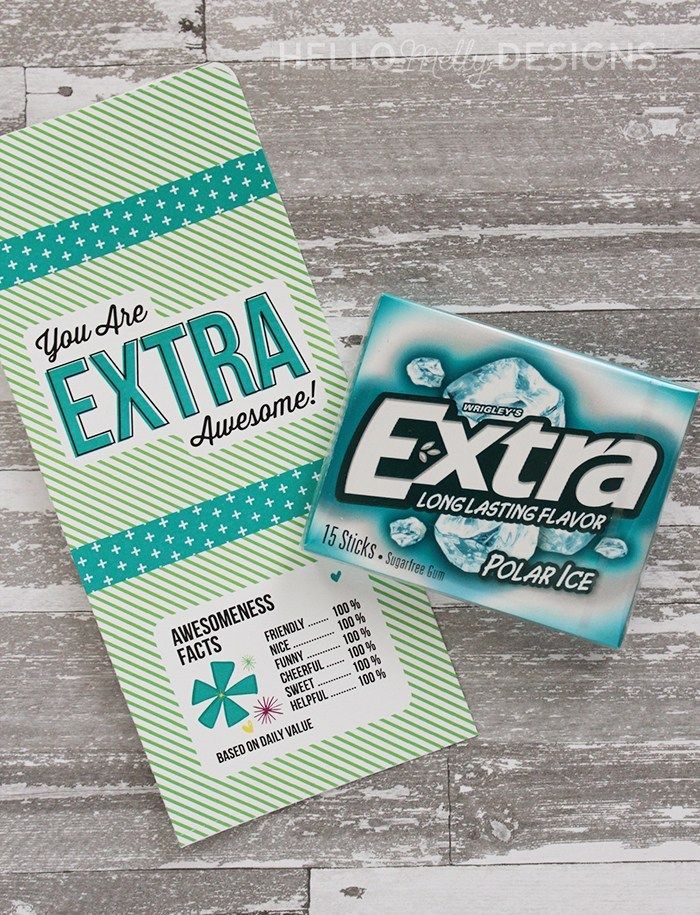 HELLO Melly DESIGNS
You Are
EXTRA
Awesome!
AWESOMENESS
FACTS
FRIENDLY ....... 100 %
NICE ............... 100 %
FUNNY ............ 100 %
CHEERFUL ...... 100 %
SWEET ............ 100 %
HELPFUL ......... 100 %
BASED ON DAILY VALUE
WRIGLEY'S
Extra
LONG LASTING FLAVOR
15 Sticks • Sugarfree Gum
POLAR ICE